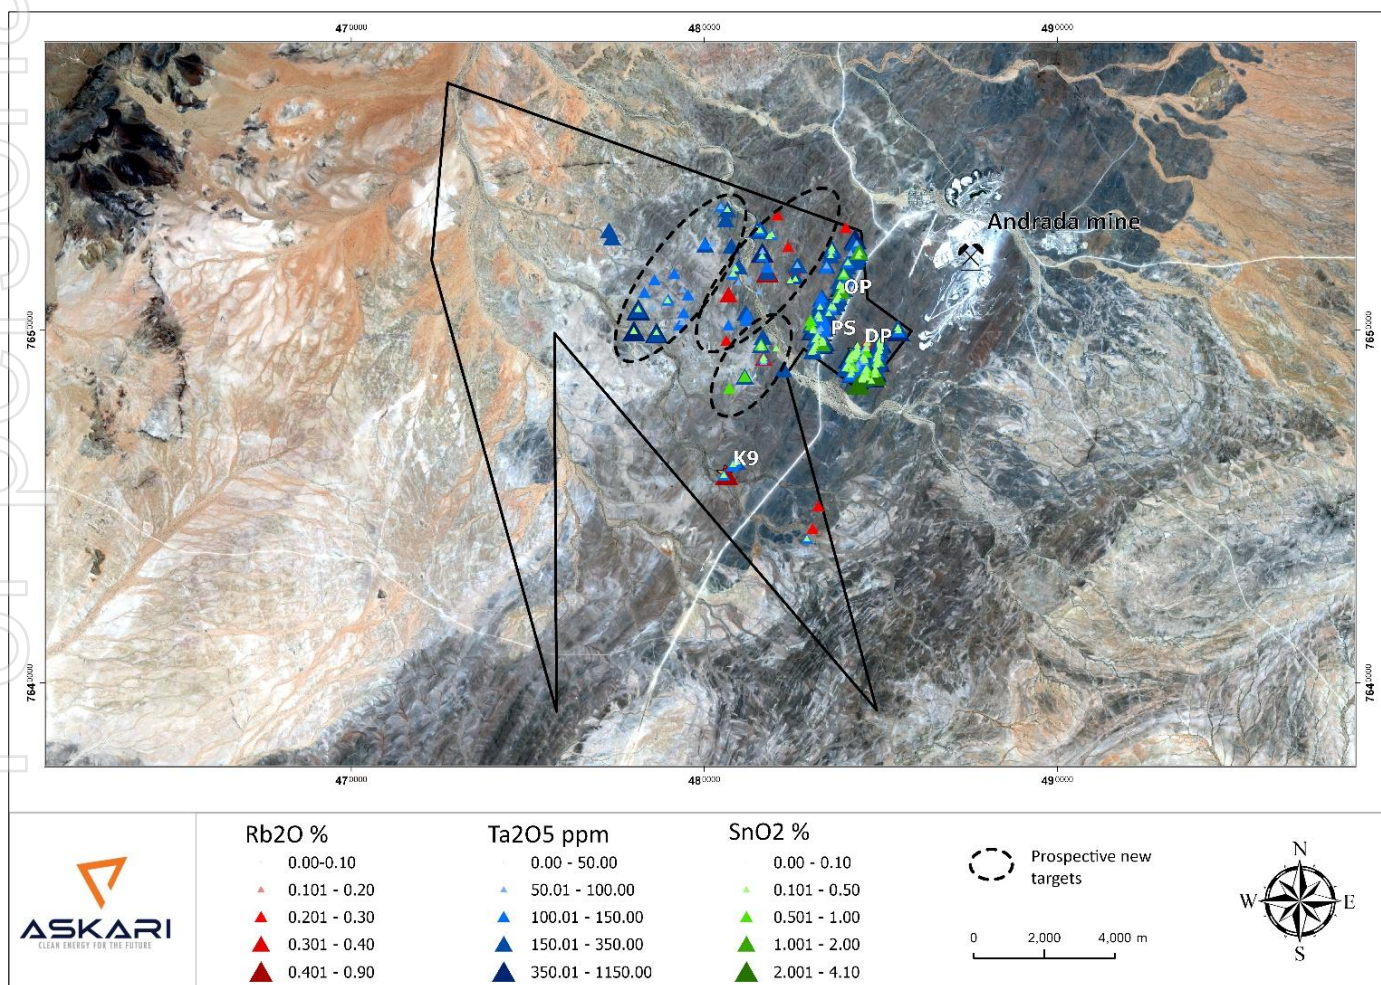 47⁰⁰⁰⁰ 48⁰⁰⁰⁰ 49⁰⁰⁰⁰
Andrada mine
OP
765⁰⁰⁰⁰ PS DP 765⁰⁰⁰⁰
K9
764⁰⁰⁰⁰ 764⁰⁰⁰⁰
47⁰⁰⁰⁰ 48⁰⁰⁰⁰ 49⁰⁰⁰⁰
ASKARI
CLEAN ENERGY FOR THE FUTURE
Rb2O %
0.00-0.10
0.101 - 0.20
0.201 - 0.30
0.301 - 0.40
0.401 - 0.90
Ta2O5 ppm
0.00 - 50.00
50.01 - 100.00
100.01 - 150.00
150.01 - 350.00
350.01 - 1150.00
SnO2 %
0.00 - 0.10
0.101 - 0.50
0.501 - 1.00
1.001 - 2.00
2.001 - 4.10
Prospective new
targets
0 2,000 4,000 m
N
W E
S